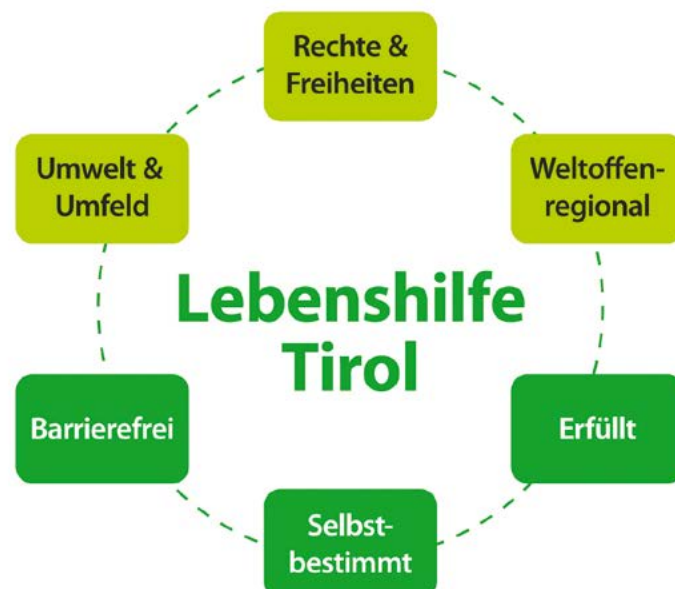 Rechte &
Freiheiten
Umwelt &
Umfeld
Weltoffen-
regional
Lebenshilfe
Tirol
Barrierefrei
Erfüllt
Selbst-
bestimmt